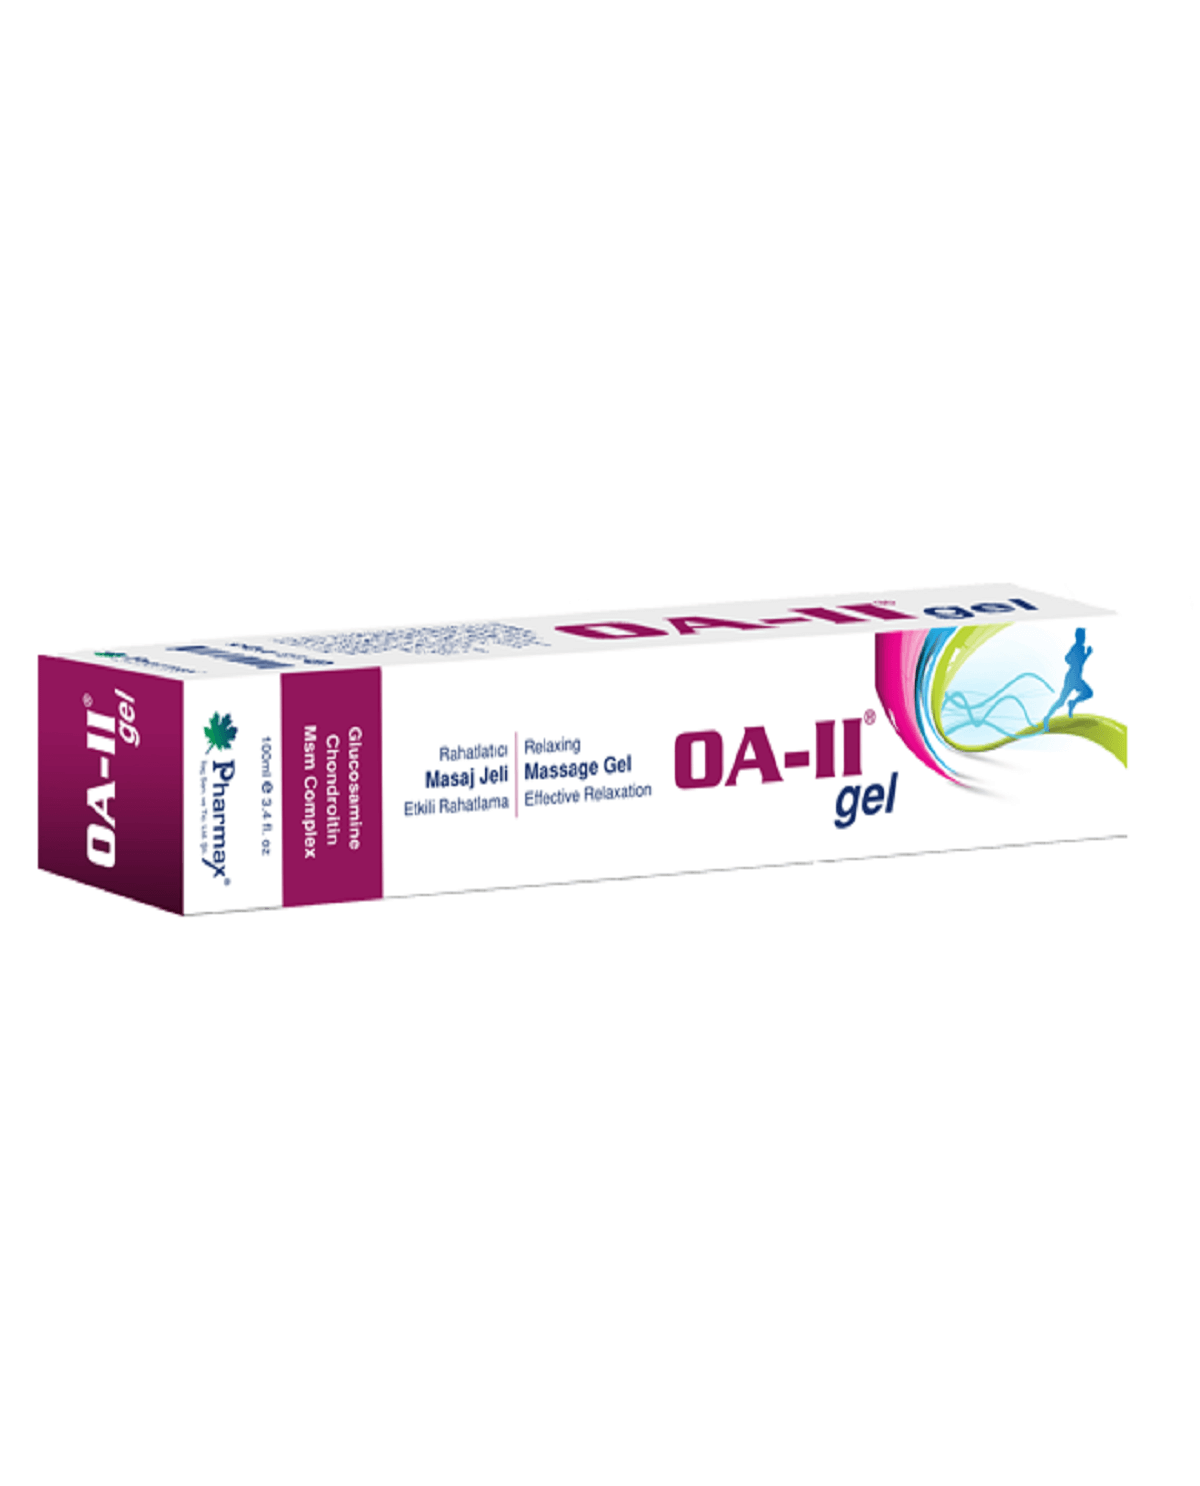 OA-II® gel
Pharmax
OA-II®
gel
Pharmax®
100ml e 3.4 fl. oz
Glucosamine
Chondroitin
Msm Complex
Rahatlatıcı
Masaj Jeli
Etkili Rahatlama
Relaxing
Massage Gel
Effective Relaxation
OA-II®
gel